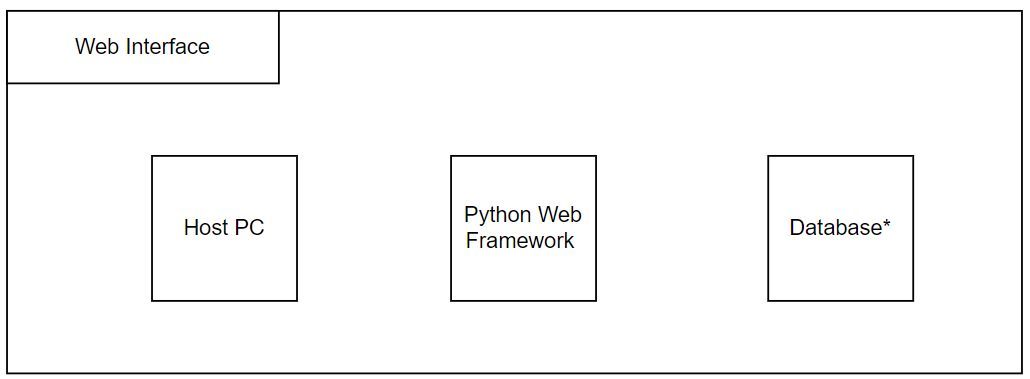 Web Interface
Host PC
Python Web
Framework
Database*